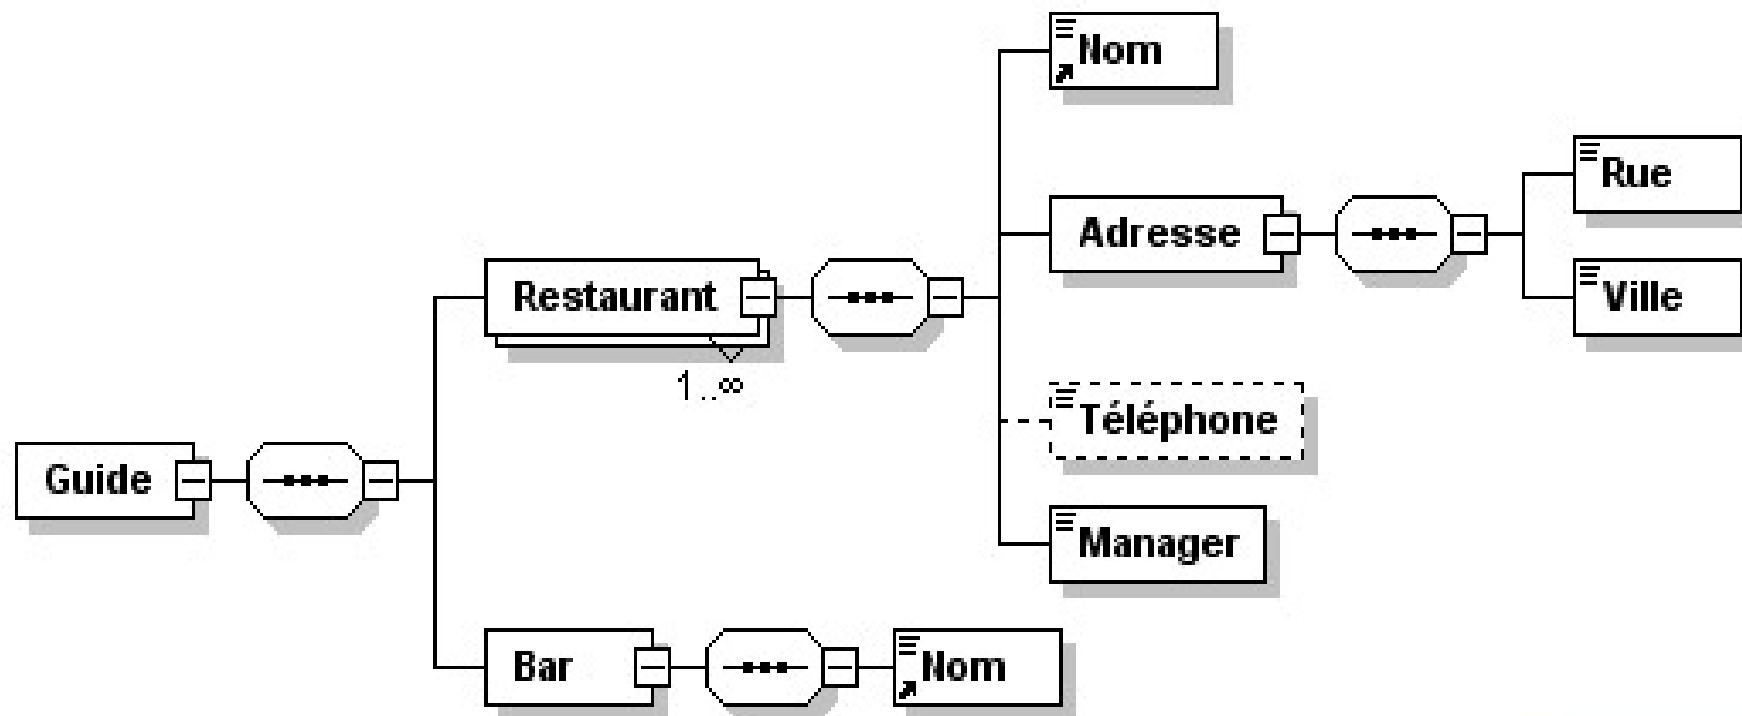 Nom
Rue
Adresse
Ville
Restaurant
1..∞
Téléphone
Guide
Manager
Bar
Nom